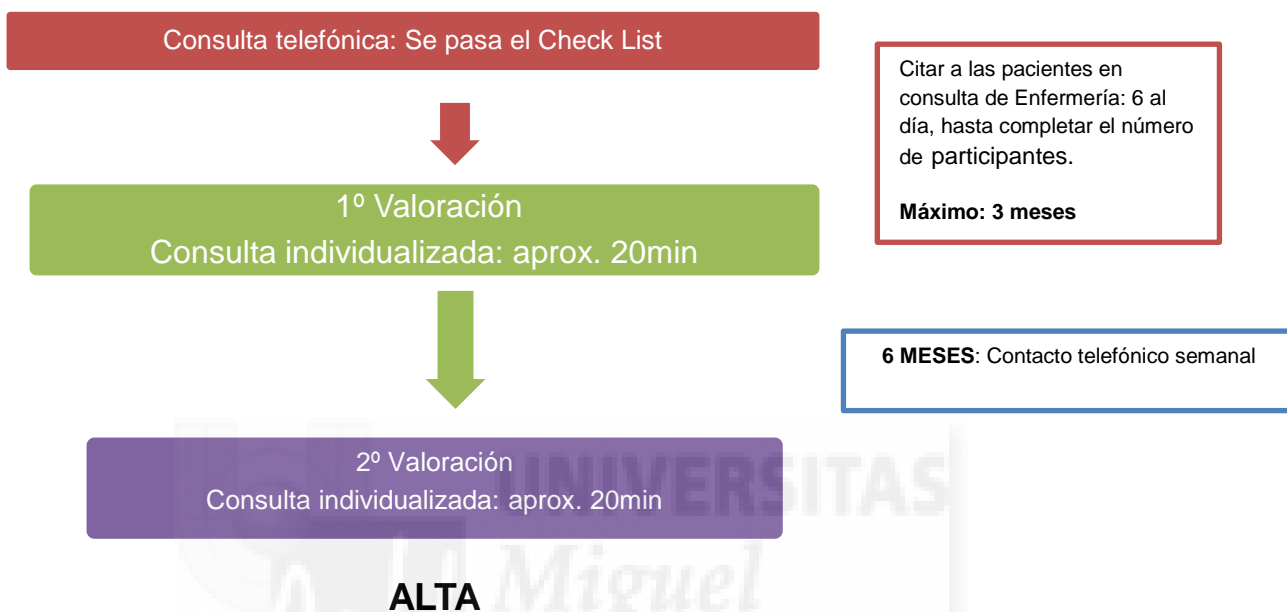 Consulta telefónica: Se pasa el Check List
Citar a las pacientes en
consulta de Enfermería: 6 al
día, hasta completar el número
de participantes.
Máximo: 3 meses
1º Valoración
Consulta individualizada: aprox. 20min
6 MESES: Contacto telefónico semanal
2º Valoración
Consulta individualizada: aprox. 20min
UNIVERSITAS
Miguel
ALTA